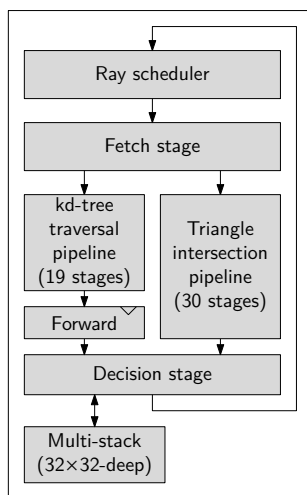 Ray scheduler
Fetch stage
kd-tree
traversal
pipeline
(19 stages)
Triangle
intersection
pipeline
(30 stages)
Forward
Decision stage
Multi-stack
(32×32-deep)